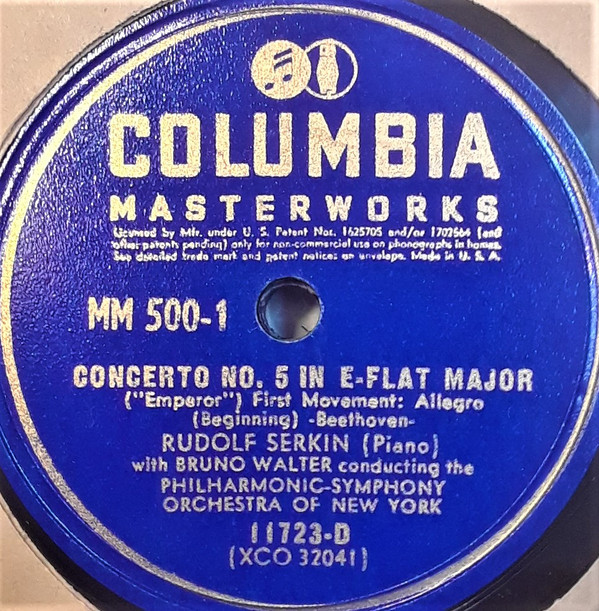 COLUMBIA
MASTERWORKS
Licensed by Mfr. under U. S. Patent Nos. 1625705 and/or 1702564 (and
other patents pending) only for non-commercial use on phonographs in homes.
See detailed trade mark and patent notices on envelope. Made in U. S. A.
MM 500-1
CONCERTO NO. 5 IN E-FLAT MAJOR
("Emperor") First Movement: Allegro
(Beginning) -Beethoven-
RUDOLF SERKIN (Piano)
with BRUNO WALTER conducting the
PHILHARMONIC-SYMPHONY
ORCHESTRA OF NEW YORK
11723-D
(XCO 32041)